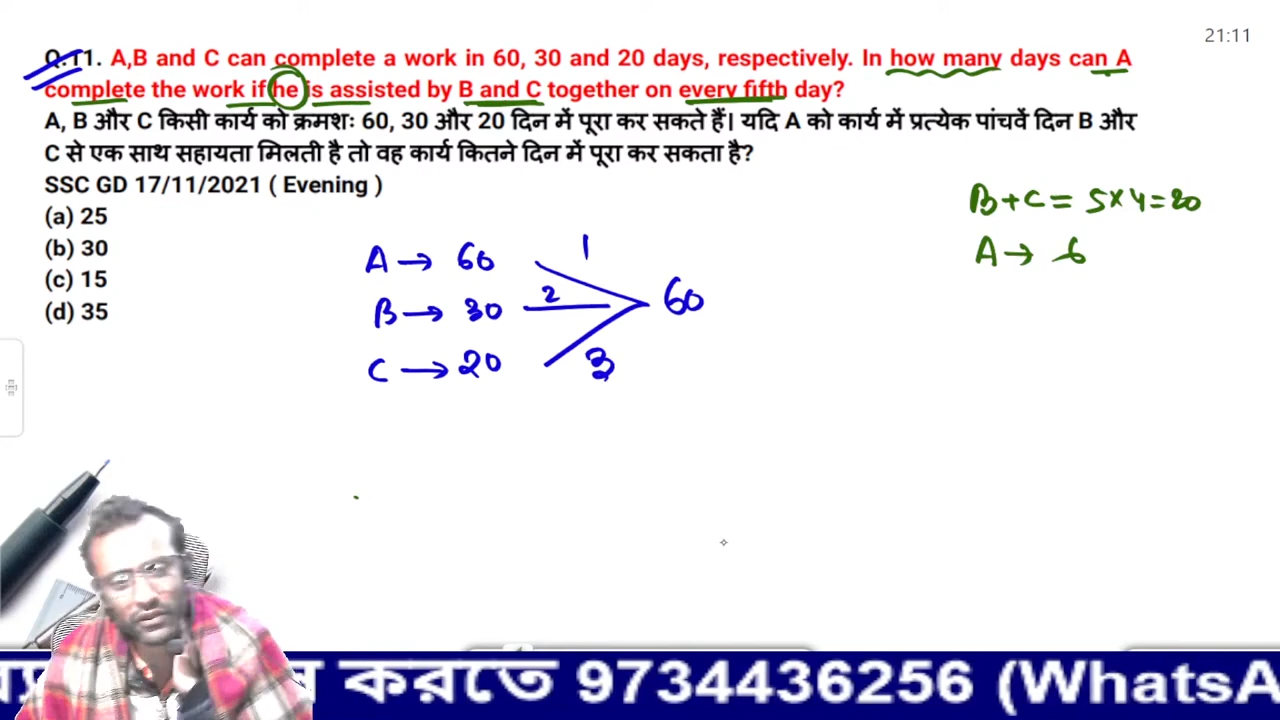 21:11
Q.11. A,B and C can complete a work in 60, 30 and 20 days, respectively. In how many days can A
complete the work if he is assisted by B and C together on every fifth day?
A, B और C किसी कार्य को क्रमशः 60, 30 और 20 दिन में पूरा कर सकते हैं। यदि A को कार्य में प्रत्येक पांचवें दिन B और
C से एक साथ सहायता मिलती है तो वह कार्य कितने दिन में पूरा कर सकता है?
SSC GD 17/11/2021 ( Evening )
(a) 25
(b) 30
(c) 15
(d) 35
B+C = 5×4=20
A → 6
A → 60 1
B → 30 2 60
C → 20 3
করতে 9734436256 (WhatsA